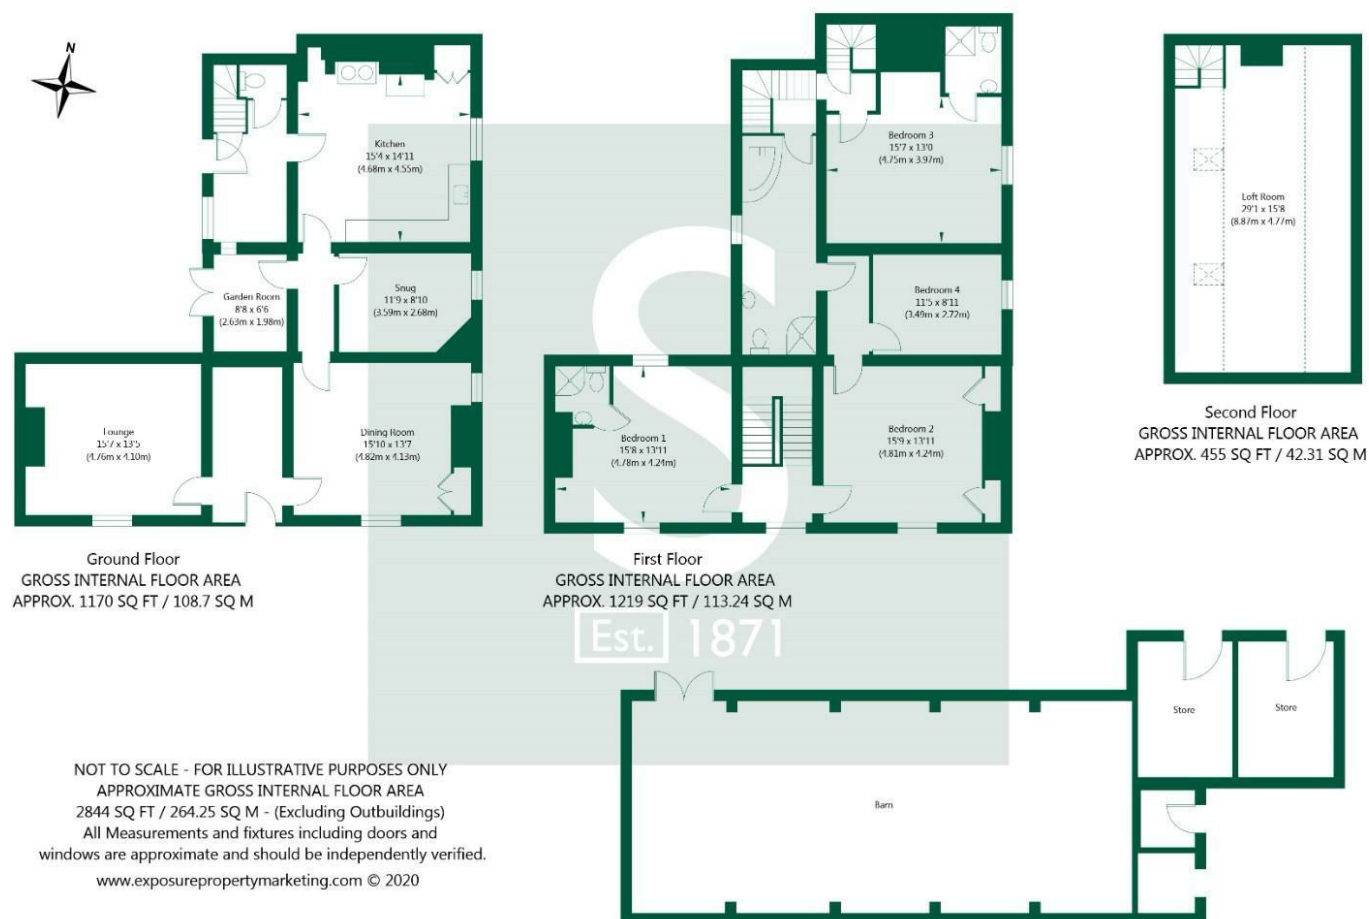 N
Kitchen
15'4 x 14'11
(4.68m x 4.55m)
Garden Room
8'8 x 6'6
(2.63m x 1.98m)
Snug
11'9 x 8'10
(3.59m x 2.68m)
Lounge
15'7 x 13'5
(4.76m x 4.10m)
Dining Room
15'10 x 13'7
(4.82m x 4.13m)
Ground Floor
GROSS INTERNAL FLOOR AREA
APPROX. 1170 SQ FT / 108.7 SQ M
Bedroom 3
15'7 x 13'0
(4.75m x 3.97m)
Bedroom 4
11'5 x 8'11
(3.49m x 2.72m)
Bedroom 1
15'8 x 13'11
(4.78m x 4.24m)
Bedroom 2
15'9 x 13'11
(4.81m x 4.24m)
First Floor
GROSS INTERNAL FLOOR AREA
APPROX. 1219 SQ FT / 113.24 SQ M
Loft Room
29'1 x 15'8
(8.87m x 4.77m)
Second Floor
GROSS INTERNAL FLOOR AREA
APPROX. 455 SQ FT / 42.31 SQ M
S
Est. 1871
Store
Store
Barn
NOT TO SCALE - FOR ILLUSTRATIVE PURPOSES ONLY
APPROXIMATE GROSS INTERNAL FLOOR AREA
2844 SQ FT / 264.25 SQ M - (Excluding Outbuildings)
All Measurements and fixtures including doors and
windows are approximate and should be independently verified.
www.exposurepropertymarketing.com © 2020